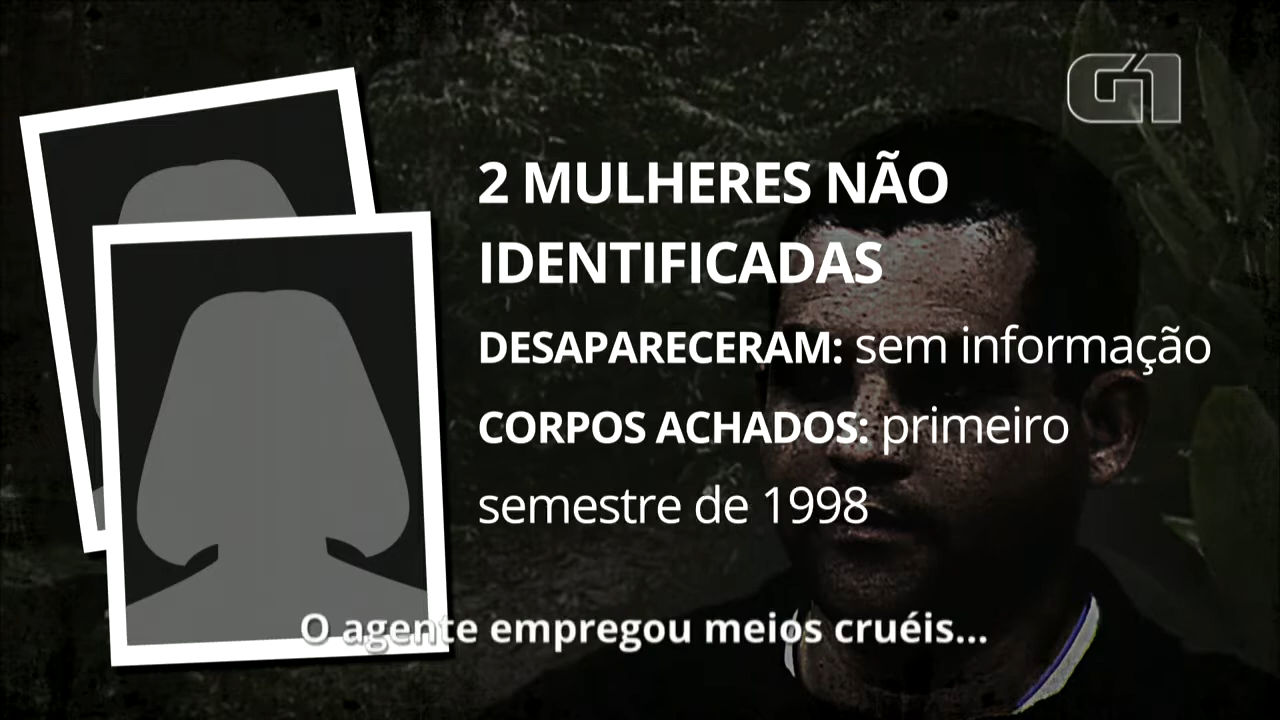 G1
2 MULHERES NÃO
IDENTIFICADAS
DESAPARECERAM: sem informação
CORPOS ACHADOS: primeiro
semestre de 1998
O agente empregou meios cruéis...